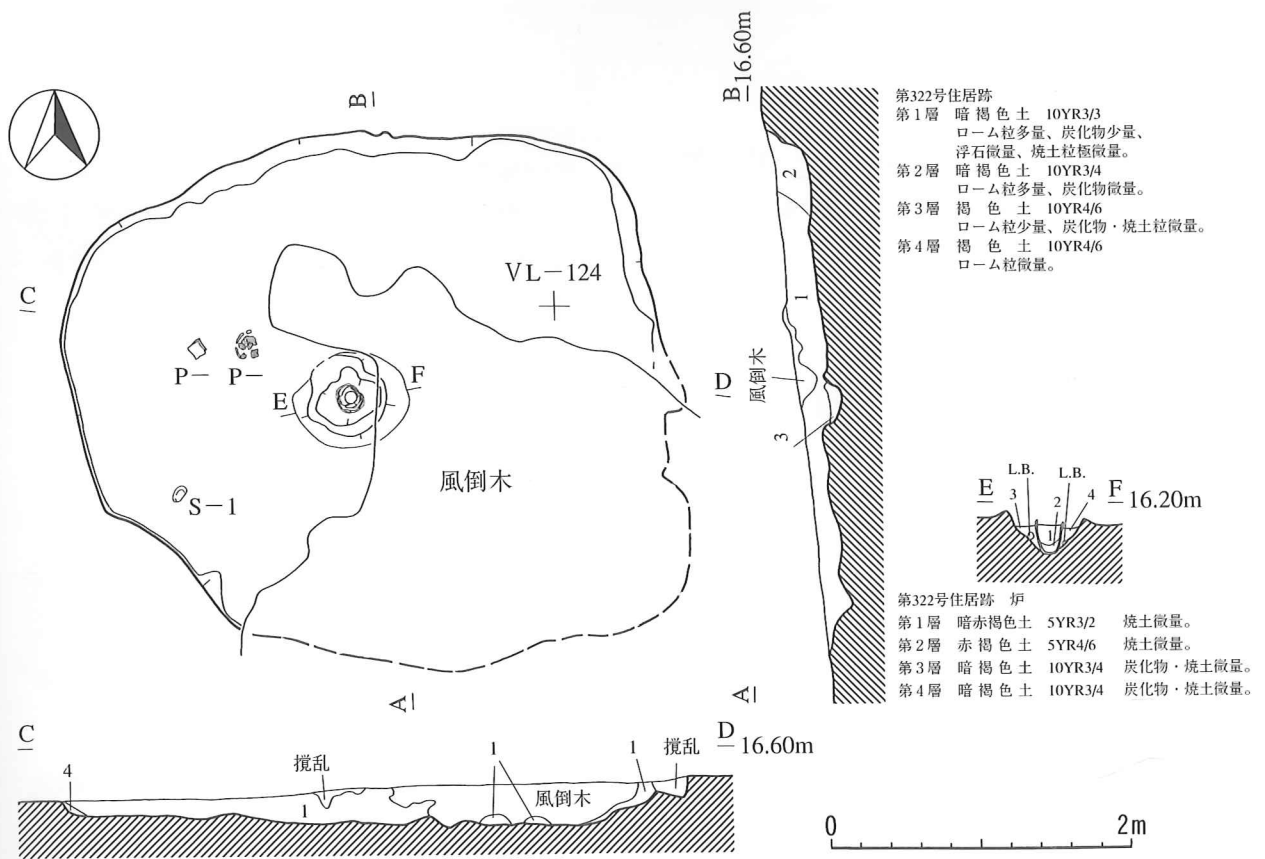 B
B
16.60m
第322号住居跡
第1層 暗褐色土 10YR3/3
ローム粒多量、炭化物少量、
浮石微量、焼土粒極微量。
第2層 暗褐色土 10YR3/4
ローム粒多量、炭化物微量。
第3層 褐色土 10YR4/6
ローム粒少量、炭化物・焼土粒微量。
第4層 褐色土 10YR4/6
ローム粒微量。
2
1
風倒木
3
C
VL-124
D
P-
P-
E
F
風倒木
S-1
A
A
L.B.
L.B.
E
3
2
4
F
16.20m
1
第322号住居跡 炉
第1層 暗赤褐色土 5YR3/2 焼土微量。
第2層 赤褐色土 5YR4/6 焼土微量。
第3層 暗褐色土 10YR3/4 炭化物・焼土微量。
第4層 暗褐色土 10YR3/4 炭化物・焼土微量。
C
D
16.60m
4
撹乱
1
1
撹乱
1
風倒木
0
2m